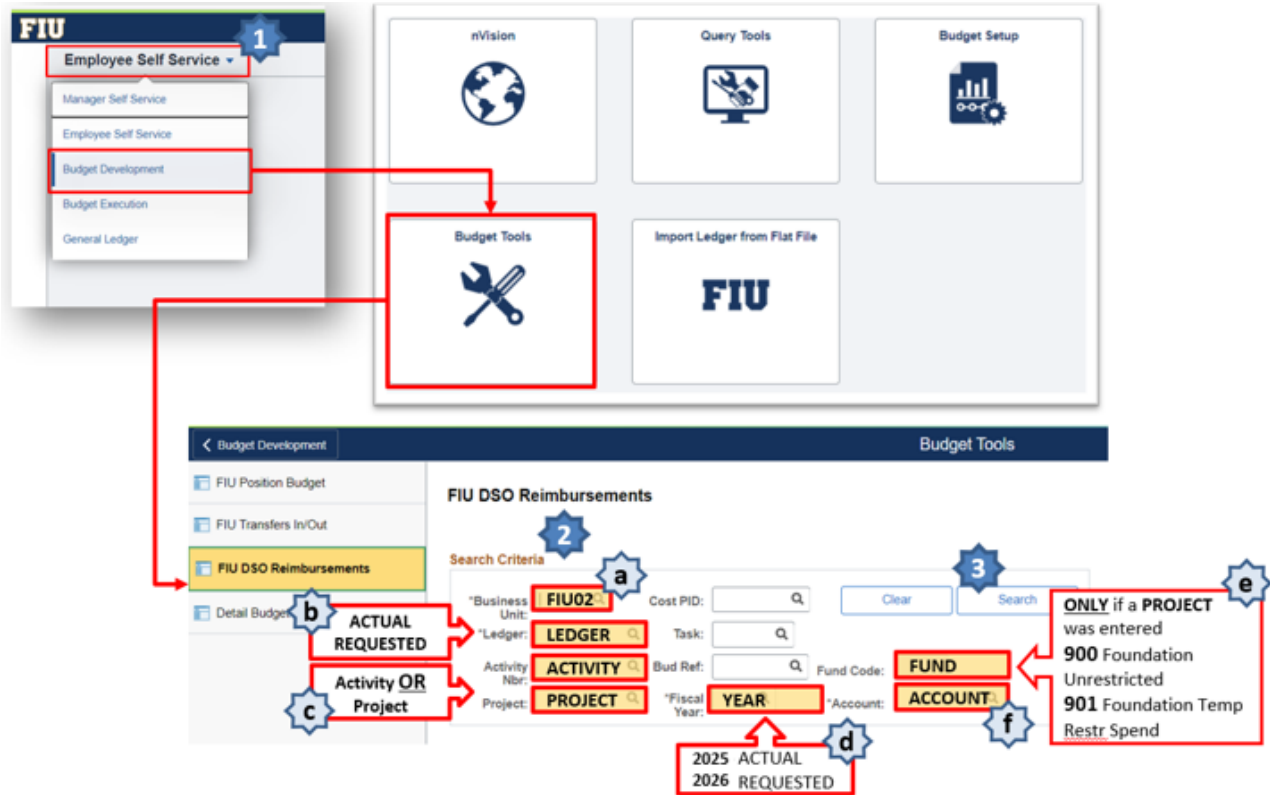 FIU
1
Employee Self Service
Manager Self Service
Employee Self Service
Budget Development
Budget Execution
General Ledger
nVision
Query Tools
Budget Setup
Budget Tools
Import Ledger from Flat File
FIU
Budget Development
Budget Tools
FIU Position Budget
FIU Transfers In/Out
FIU DSO Reimbursements
Detail Budget
FIU DSO Reimbursements
2
Search Criteria
3
a
*Business Unit:
FIU02
Cost PID:
Clear
Search
b
ACTUAL
REQUESTED
*Ledger:
LEDGER
Task:
c
Activity OR
Project
Activity Nbr:
ACTIVITY
Bud Ref:
Fund Code:
FUND
Project:
PROJECT
*Fiscal Year:
YEAR
*Account:
ACCOUNT
d
2025 ACTUAL
2026 REQUESTED
e
ONLY if a PROJECT
was entered
900 Foundation
Unrestricted
901 Foundation Temp
Restr Spend
f